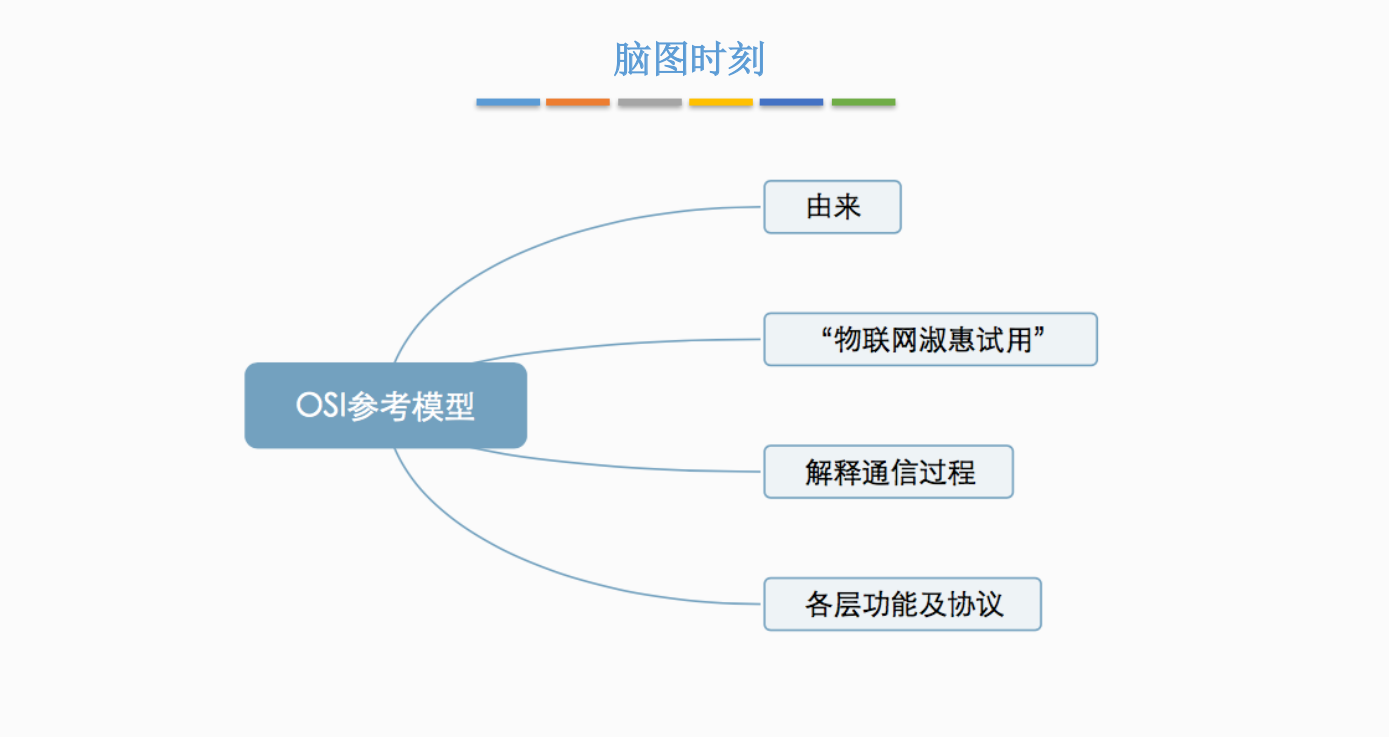 脑图时刻
由来
“物联网淑惠试用”
OSI参考模型
解释通信过程
各层功能及协议